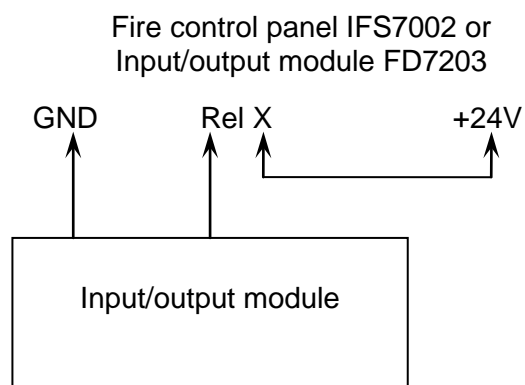 Fire control panel IFS7002 or
Input/output module FD7203
GND Rel X +24V
Input/output module